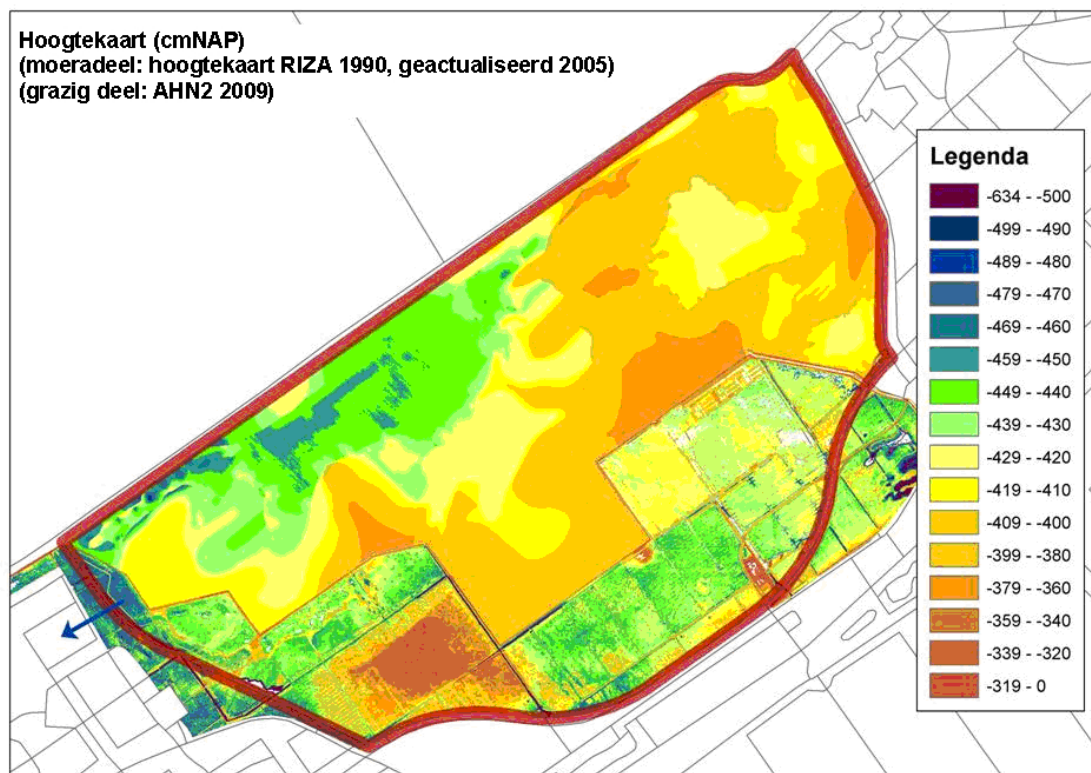 Hoogtekaart (cmNAP)
(moeradeel: hoogtekaart RIZA 1990, geactualiseerd 2005)
(grazig deel: AHN2 2009)
Legenda
-634 - -500
-499 - -490
-489 - -480
-479 - -470
-469 - -460
-459 - -450
-449 - -440
-439 - -430
-429 - -420
-419 - -410
-409 - -400
-399 - -380
-379 - -360
-359 - -340
-339 - -320
-319 - 0